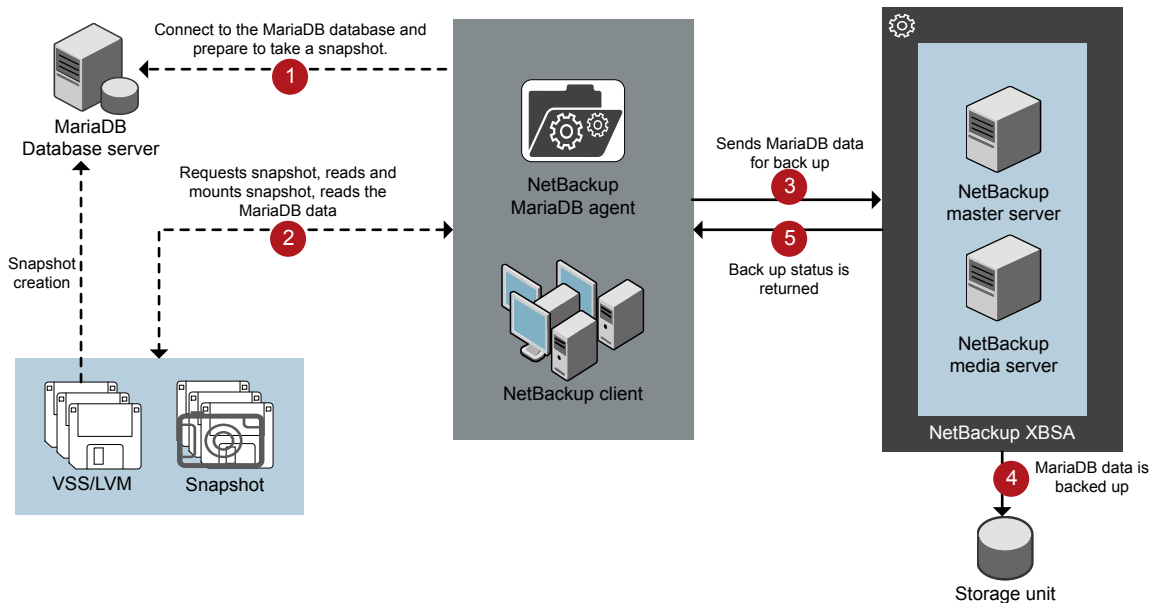 Connect to the MariaDB database and
prepare to take a snapshot.
1
MariaDB
Database server
Requests snapshot, reads and
mounts snapshot, reads the
MariaDB data
2
Snapshot
creation
VSS/LVM
Snapshot
NetBackup
MariaDB agent
NetBackup client
Sends MariaDB data
for back up
3
5
Back up status is
returned
NetBackup
master server
NetBackup
media server
NetBackup XBSA
4
MariaDB data is
backed up
Storage unit